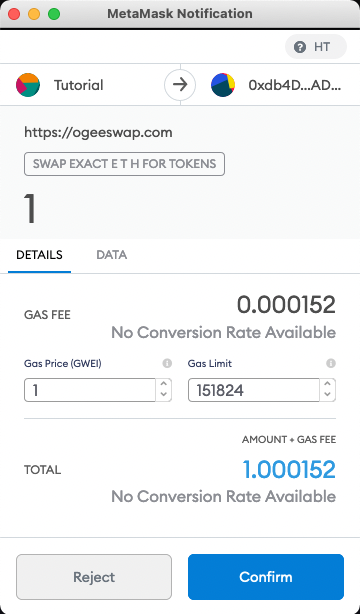 MetaMask Notification
? HT
Tutorial
0xdb4D...AD...
https://ogeeswap.com
SWAP EXACT E T H FOR TOKENS
1
DETAILS
DATA
GAS FEE
0.000152
No Conversion Rate Available
Gas Price (GWEI)
Gas Limit
1
151824
AMOUNT + GAS FEE
TOTAL
1.000152
No Conversion Rate Available
Reject
Confirm